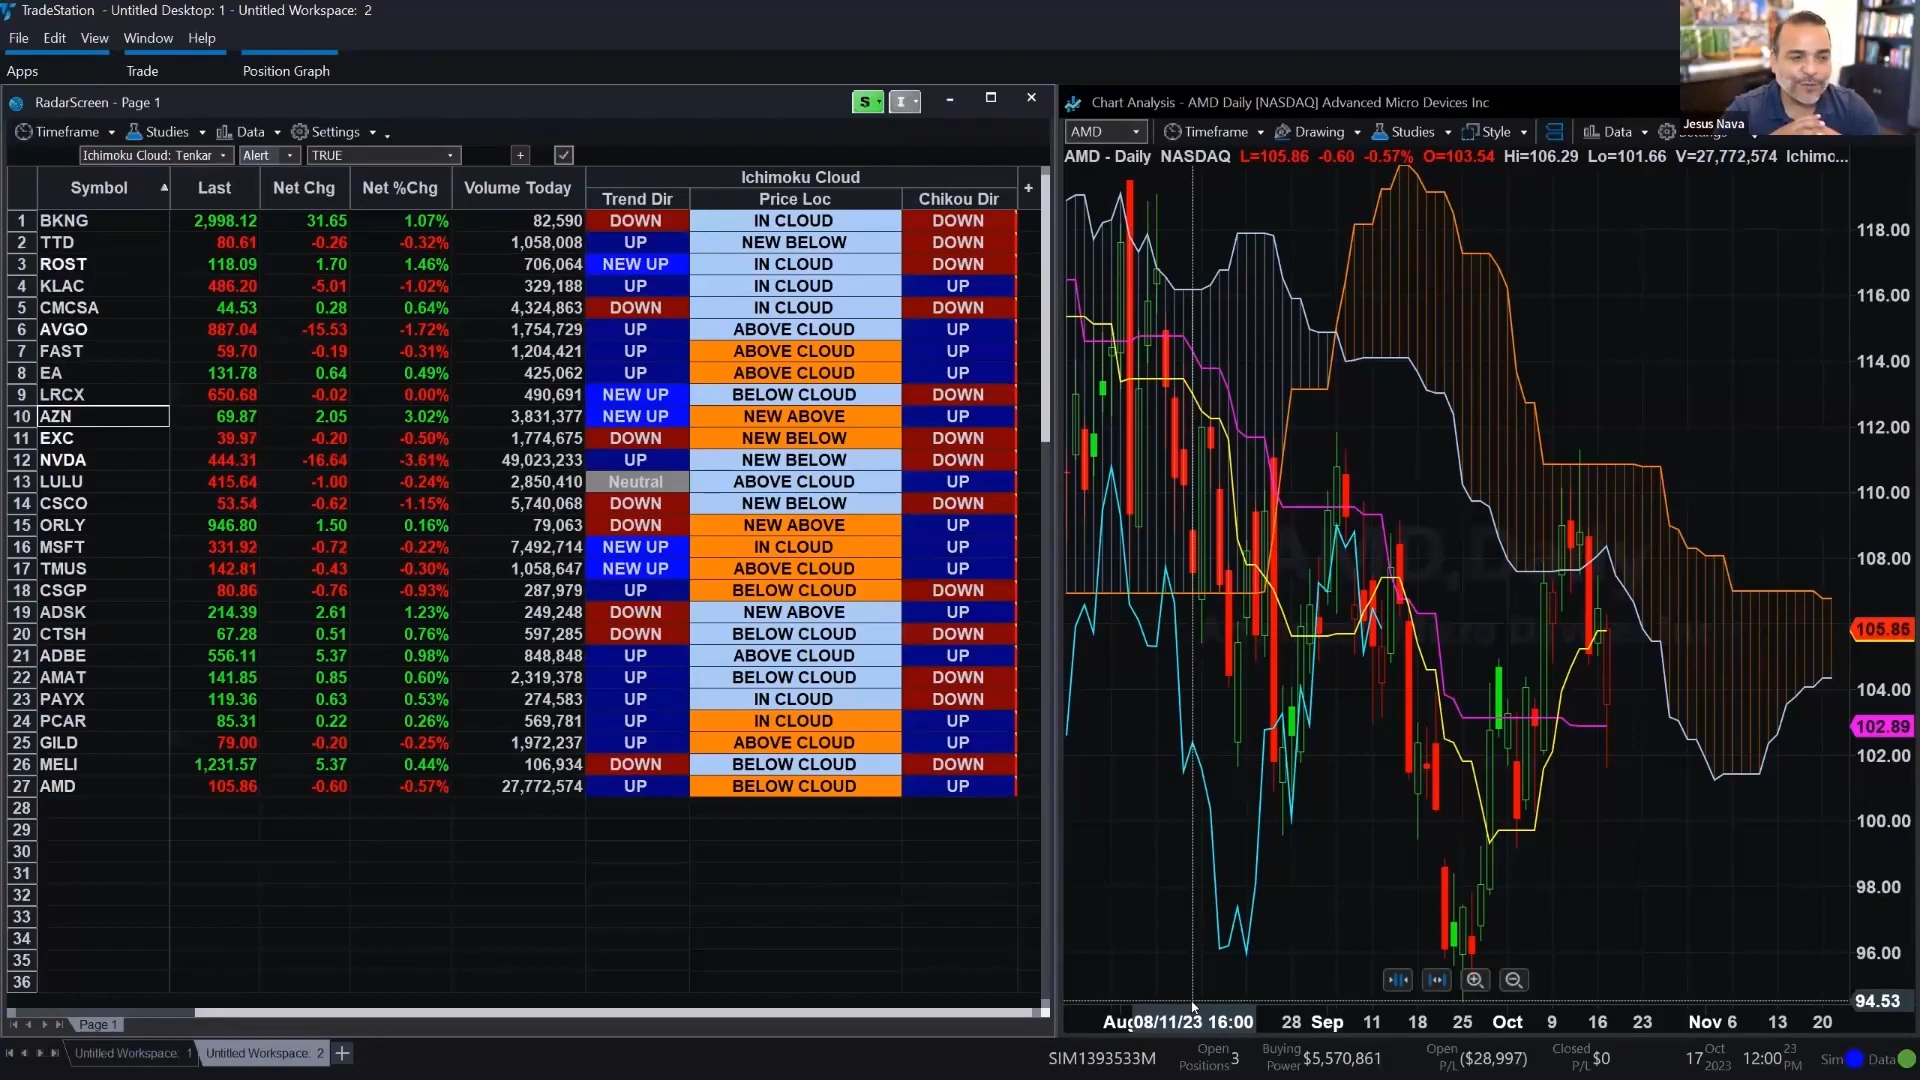 TradeStation - Untitled Desktop: 1 - Untitled Workspace: 2
File Edit View Window Help
Apps Trade Position Graph
RadarScreen - Page 1
S I
Timeframe Studies Data Settings
Ichimoku Cloud: Tenkar Alert TRUE +
Symbol Last Net Chg Net %Chg Volume Today Ichimoku Cloud +
Trend Dir Price Loc Chikou Dir
1 BKNG 2,998.12 31.65 1.07% 82,590 DOWN IN CLOUD DOWN
2 TTD 80.61 -0.26 -0.32% 1,058,008 UP NEW BELOW DOWN
3 ROST 118.09 1.70 1.46% 706,064 NEW UP IN CLOUD DOWN
4 KLAC 486.20 -5.01 -1.02% 329,188 UP IN CLOUD UP
5 CMCSA 44.53 0.28 0.64% 4,324,863 DOWN IN CLOUD DOWN
6 AVGO 887.04 -15.53 -1.72% 1,754,729 UP ABOVE CLOUD UP
7 FAST 59.70 -0.19 -0.31% 1,204,421 UP ABOVE CLOUD UP
8 EA 131.78 0.64 0.49% 425,062 UP ABOVE CLOUD UP
9 LRCX 650.68 -0.02 0.00% 490,691 NEW UP BELOW CLOUD DOWN
10 AZN 69.87 2.05 3.02% 3,831,377 NEW UP NEW ABOVE UP
11 EXC 39.97 -0.20 -0.50% 1,774,675 DOWN NEW BELOW DOWN
12 NVDA 444.31 -16.64 -3.61% 49,023,233 UP NEW BELOW DOWN
13 LULU 415.64 -1.00 -0.24% 2,850,410 Neutral ABOVE CLOUD UP
14 CSCO 53.54 -0.62 -1.15% 5,740,068 DOWN NEW BELOW DOWN
15 ORLY 946.80 1.50 0.16% 79,063 DOWN NEW ABOVE UP
16 MSFT 331.92 -0.72 -0.22% 7,492,714 NEW UP IN CLOUD UP
17 TMUS 142.81 -0.43 -0.30% 1,058,647 NEW UP ABOVE CLOUD UP
18 CSGP 80.86 -0.76 -0.93% 287,979 UP BELOW CLOUD DOWN
19 ADSK 214.39 2.61 1.23% 249,248 DOWN NEW ABOVE UP
20 CTSH 67.28 0.51 0.76% 597,285 DOWN BELOW CLOUD DOWN
21 ADBE 556.11 5.37 0.98% 848,848 UP ABOVE CLOUD UP
22 AMAT 141.85 0.85 0.60% 2,319,378 UP BELOW CLOUD DOWN
23 PAYX 119.36 0.63 0.53% 274,583 UP IN CLOUD DOWN
24 PCAR 85.31 0.22 0.26% 569,781 UP IN CLOUD UP
25 GILD 79.00 -0.20 -0.25% 1,972,237 UP ABOVE CLOUD UP
26 MELI 1,231.57 5.37 0.44% 106,934 DOWN BELOW CLOUD DOWN
27 AMD 105.86 -0.60 -0.57% 27,772,574 UP BELOW CLOUD UP
28
29
30
31
32
33
34
35
36
Page 1
Untitled Workspace: 1 Untitled Workspace: 2 +
Chart Analysis - AMD Daily [NASDAQ] Advanced Micro Devices Inc
Jesus Nava
AMD Timeframe Drawing Studies Style Data
AMD - Daily NASDAQ L=105.86 -0.60 -0.57% O=103.54 Hi=106.29 Lo=101.66 V=27,772,574 Ichimo...
118.00
116.00
114.00
112.00
110.00
108.00
105.86
104.00
102.89
102.00
100.00
98.00
96.00
94.53
Aug 08/11/23 16:00 28 Sep 11 18 25 Oct 9 16 23 Nov 6 13 20
SIM1393533M Open Positions 3 Buying Power $5,570,861 Open P/L ($28,997) Closed P/L $0 17 Oct 2023 12:00 23 PM Sim Data